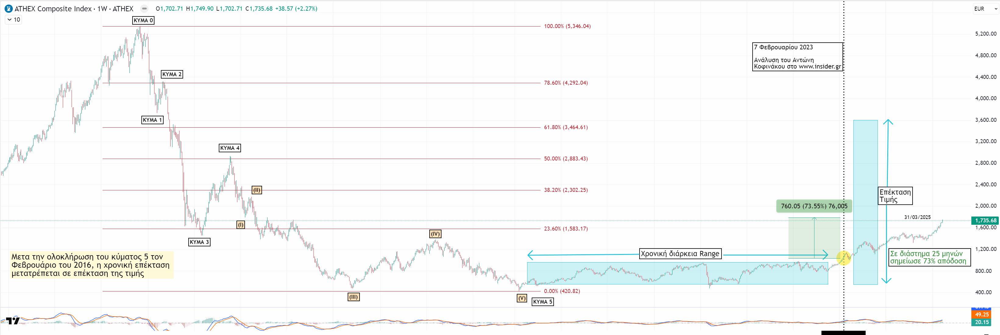 ATHEX Composite Index · 1W · ATHEX O1,702.71 H1,749.90 L1,702.71 C1,735.68 +38.57 (+2.27%)
EUR
10
ΚΥΜΑ 0
100.00% (5,346.04)
5,200.00
7 Φεβρουαρίου 2023
Ανάλυση του Αντώνη
Κοφινάκου στο www.insider.gr
4,800.00
ΚΥΜΑ 2
4,400.00
78.60% (4,292.04)
4,000.00
ΚΥΜΑ 1
3,600.00
61.80% (3,464.61)
3,200.00
ΚΥΜΑ 4
50.00% (2,883.43)
2,800.00
2,400.00
(II)
38.20% (2,302.25)
Επέκταση
Τιμής
760.05 (73.55%) 76,005
2,000.00
31/03/2025
1,735.68
(I)
23.60% (1,583.17)
1,600.00
(IV)
ΚΥΜΑ 3
1,200.00
Χρονική διάρκεια Range
Σε διάστημα 25 μηνών
σημείωσε 73% απόδοση
Μετα την ολοκλήρωση του κύματος 5 τον
Φεβρουάριο του 2016, η χρονική επέκταση
μετατρέπεται σε επέκταση της τιμής
800.00
0.00% (420.82)
400.00
(III)
(V)
ΚΥΜΑ 5
49.25
20.15